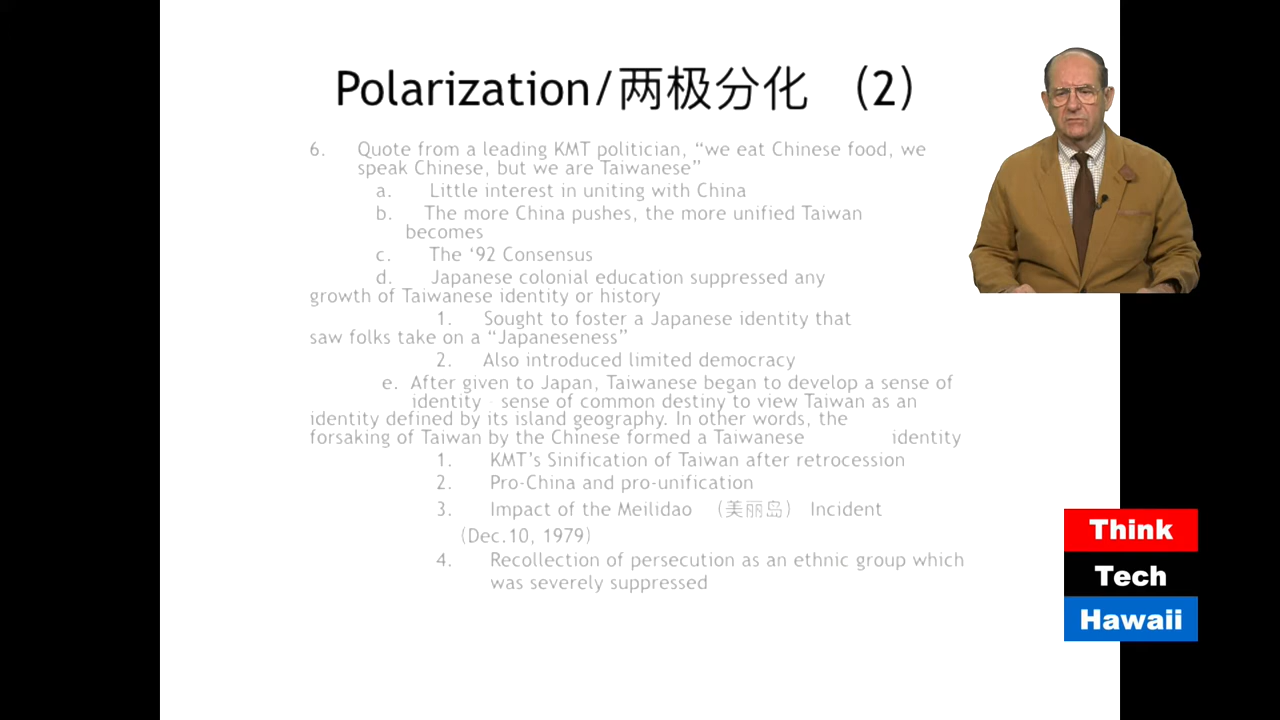 Polarization/两极分化 （2）
6. Quote from a leading KMT politician, “we eat Chinese food, we
speak Chinese, but we are Taiwanese”
a. Little interest in uniting with China
b. The more China pushes, the more unified Taiwan
becomes
c. The ‘92 Consensus
d. Japanese colonial education suppressed any
growth of Taiwanese identity or history
1. Sought to foster a Japanese identity that
saw folks take on a “Japaneseness”
2. Also introduced limited democracy
e. After given to Japan, Taiwanese began to develop a sense of
identity - sense of common destiny to view Taiwan as an
identity defined by its island geography. In other words, the
forsaking of Taiwan by the Chinese formed a Taiwanese identity
1. KMT’s Sinification of Taiwan after retrocession
2. Pro-China and pro-unification
3. Impact of the Meilidao （美丽岛） Incident
（Dec.10, 1979）
4. Recollection of persecution as an ethnic group which
was severely suppressed
Think
Tech
Hawaii